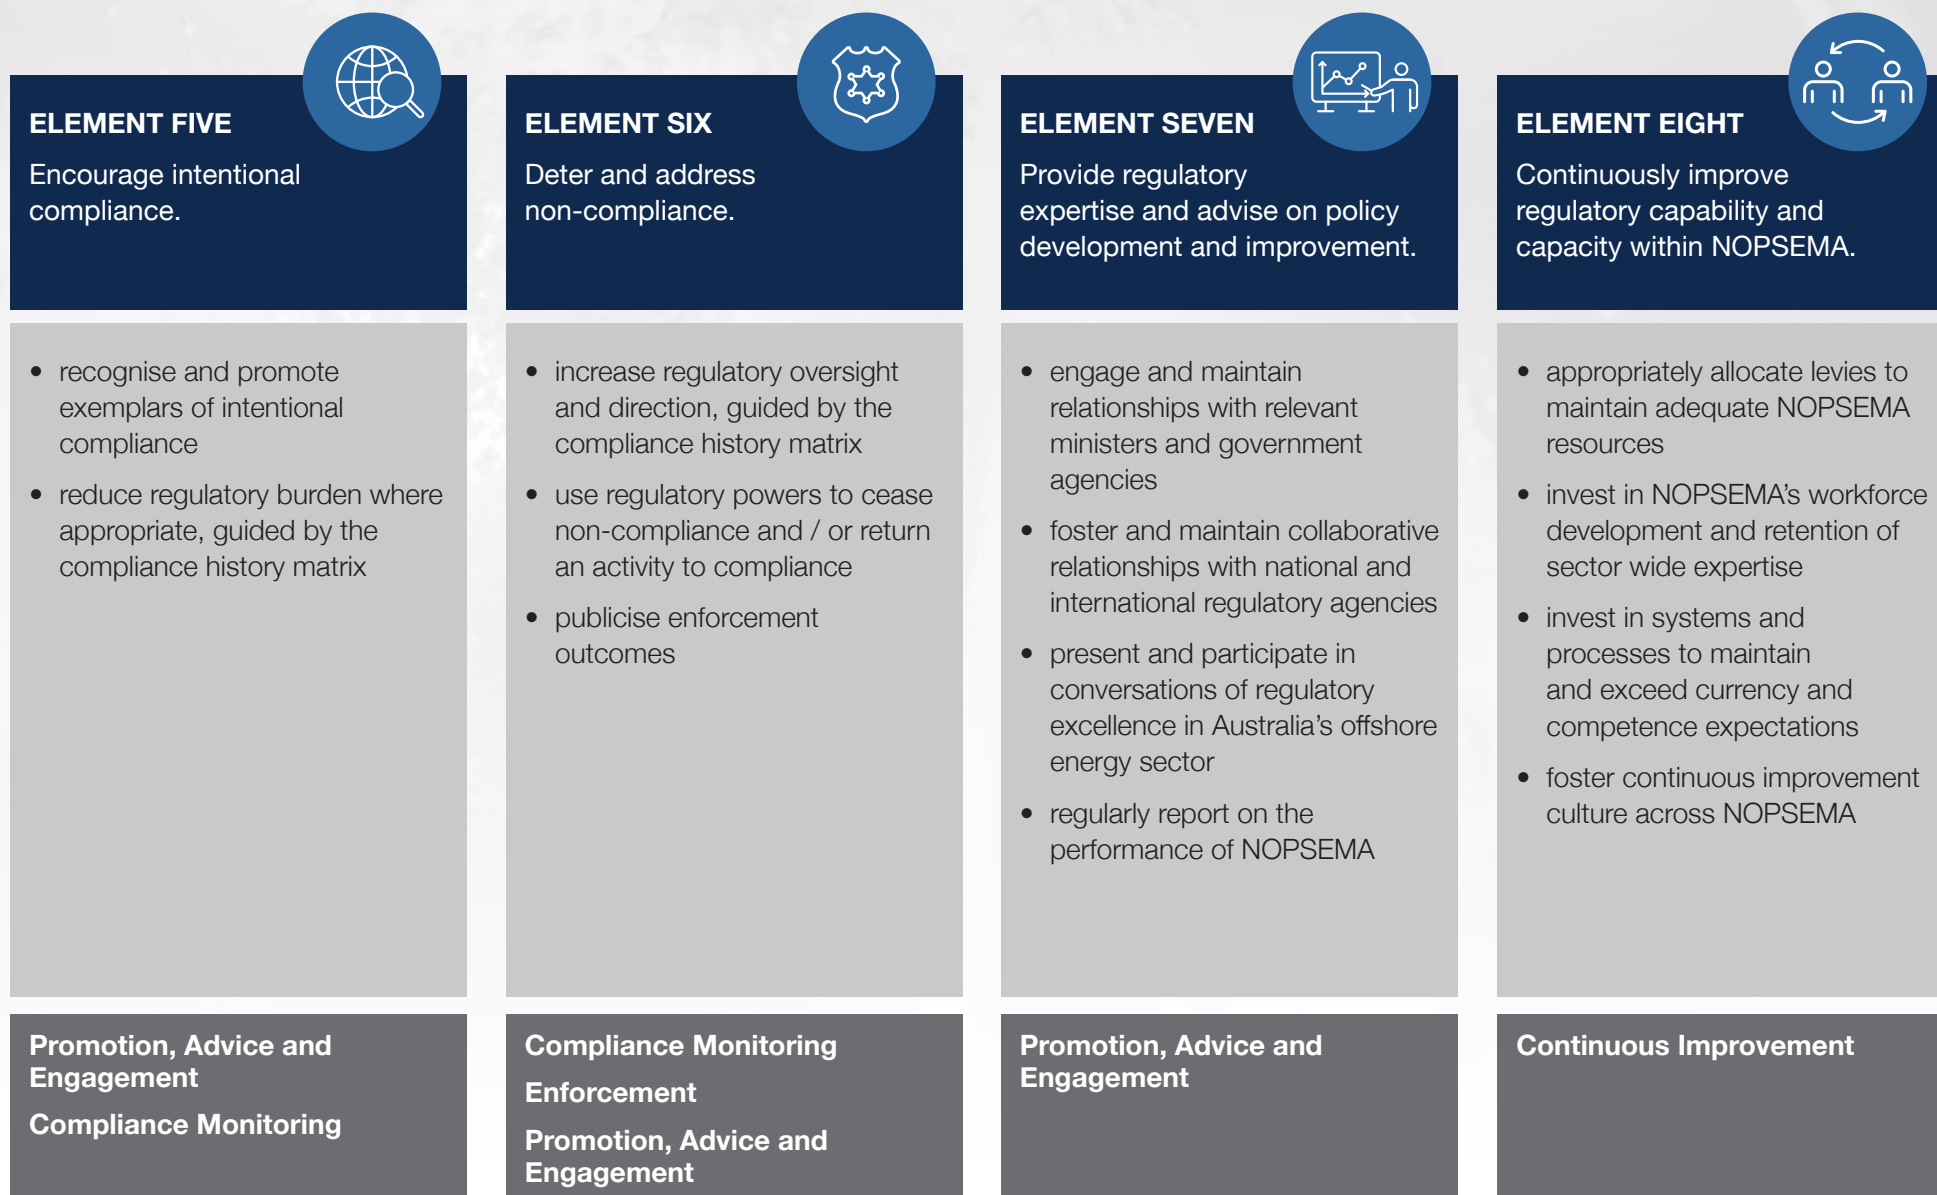 ELEMENT FIVE
Encourage intentional
compliance.
• recognise and promote
exemplars of intentional
compliance
• reduce regulatory burden where
appropriate, guided by the
compliance history matrix
Promotion, Advice and
Engagement
Compliance Monitoring
ELEMENT SIX
Deter and address
non-compliance.
• increase regulatory oversight
and direction, guided by the
compliance history matrix
• use regulatory powers to cease
non-compliance and / or return
an activity to compliance
• publicise enforcement
outcomes
Compliance Monitoring
Enforcement
Promotion, Advice and
Engagement
ELEMENT SEVEN
Provide regulatory
expertise and advise on policy
development and improvement.
• engage and maintain
relationships with relevant
ministers and government
agencies
• foster and maintain collaborative
relationships with national and
international regulatory agencies
• present and participate in
conversations of regulatory
excellence in Australia’s offshore
energy sector
• regularly report on the
performance of NOPSEMA
Promotion, Advice and
Engagement
ELEMENT EIGHT
Continuously improve
regulatory capability and
capacity within NOPSEMA.
• appropriately allocate levies to
maintain adequate NOPSEMA
resources
• invest in NOPSEMA’s workforce
development and retention of
sector wide expertise
• invest in systems and
processes to maintain
and exceed currency and
competence expectations
• foster continuous improvement
culture across NOPSEMA
Continuous Improvement